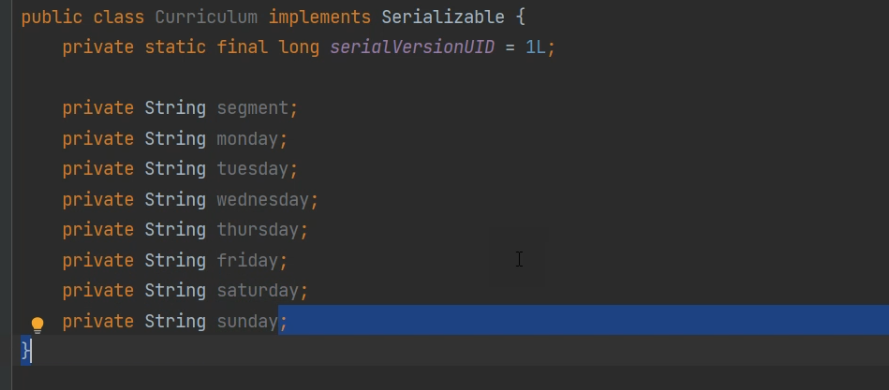 public class Curriculum implements Serializable {
private static final long serialVersionUID = 1L;
private String segment;
private String monday;
private String tuesday;
private String wednesday;
private String thursday;
private String friday;
private String saturday;
private String sunday;
}